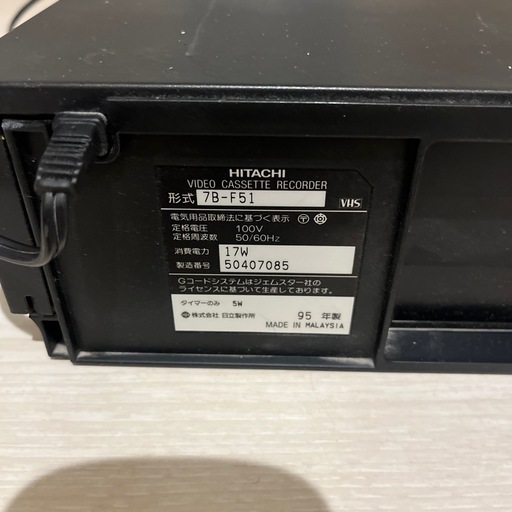 HITACHI
VIDEO CASSETTE RECORDER
形式 7B-F51
VHS
電気用品取締法に基づく表示 〒
定格電圧 100V
定格周波数 50/60Hz
消費電力 17W
製造番号 50407085
Gコードシステムはジェムスター社の
ライセンスに基づいて生産しております。
タイマーのみ 5W
株式会社 日立製作所
95 年製
MADE IN MALAYSIA